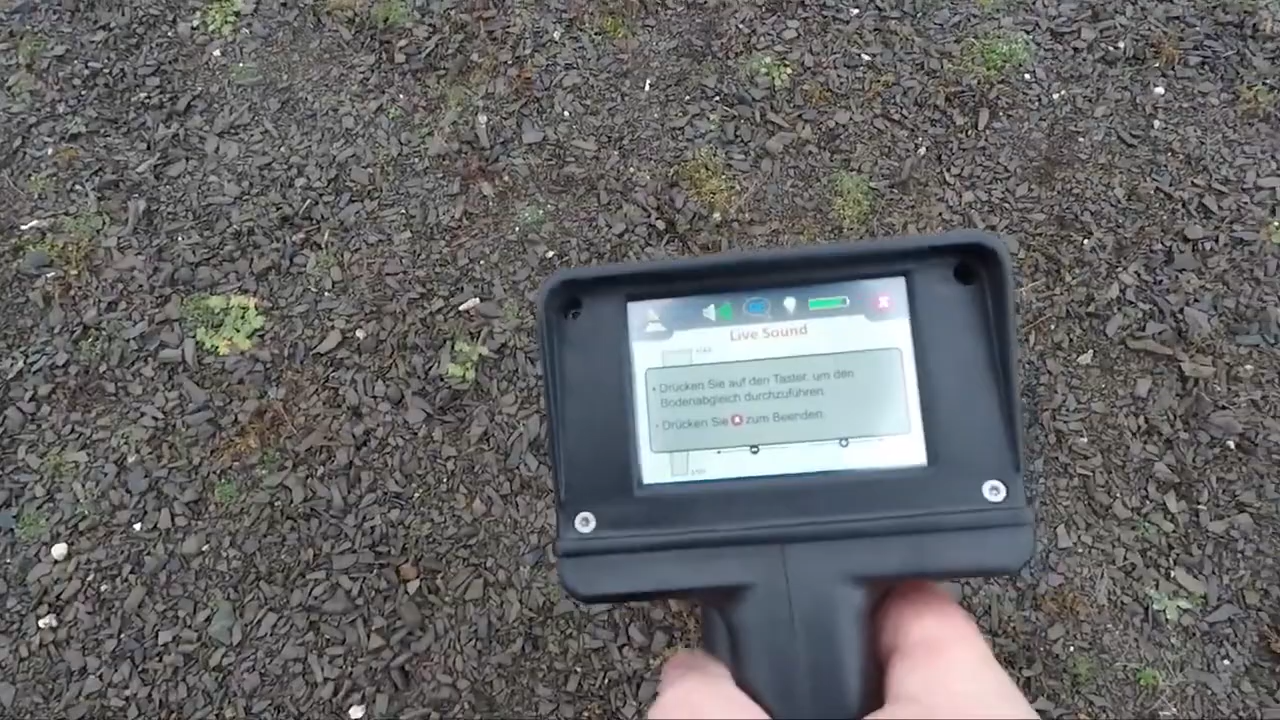 Live Sound
• Drücken Sie auf den Taster, um den
Bodenabgleich durchzuführen.
• Drücken Sie zum Beenden.